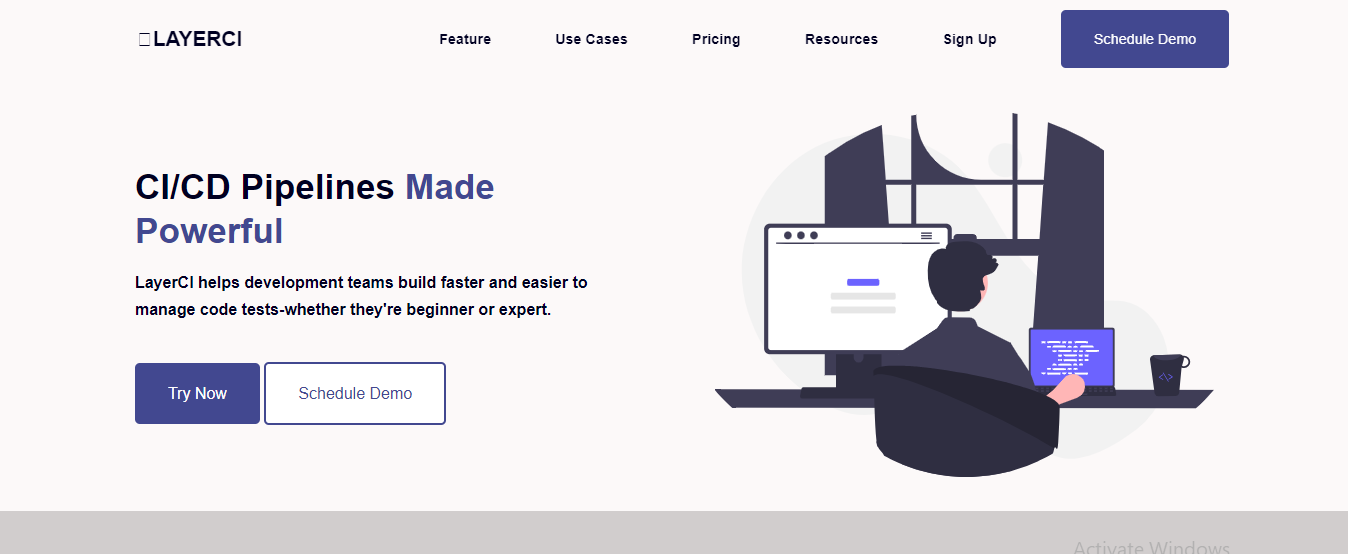 LAYERCI
Feature
Use Cases
Pricing
Resources
Sign Up
Schedule Demo
CI/CD Pipelines Made
Powerful
LayerCI helps development teams build faster and easier to
manage code tests-whether they're beginner or expert.
Try Now
Schedule Demo
Activate Windows